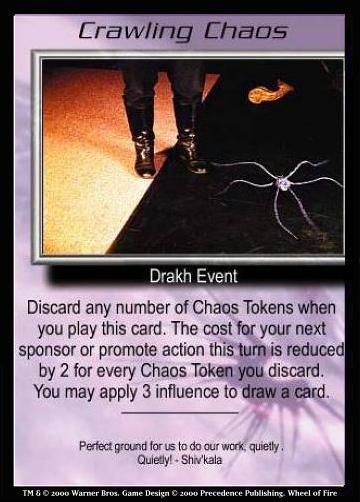 Crawling Chaos
Drakh Event
Discard any number of Chaos Tokens when
you play this card. The cost for your next
sponsor or promote action this turn is reduced
by 2 for every Chaos Token you discard.
You may apply 3 influence to draw a card.
Perfect ground for us to do our work, quietly .
Quietly! - Shiv'kala
TM & © 2000 Warner Bros. Game Design © 2000 Precedence Publishing. Wheel of Fire